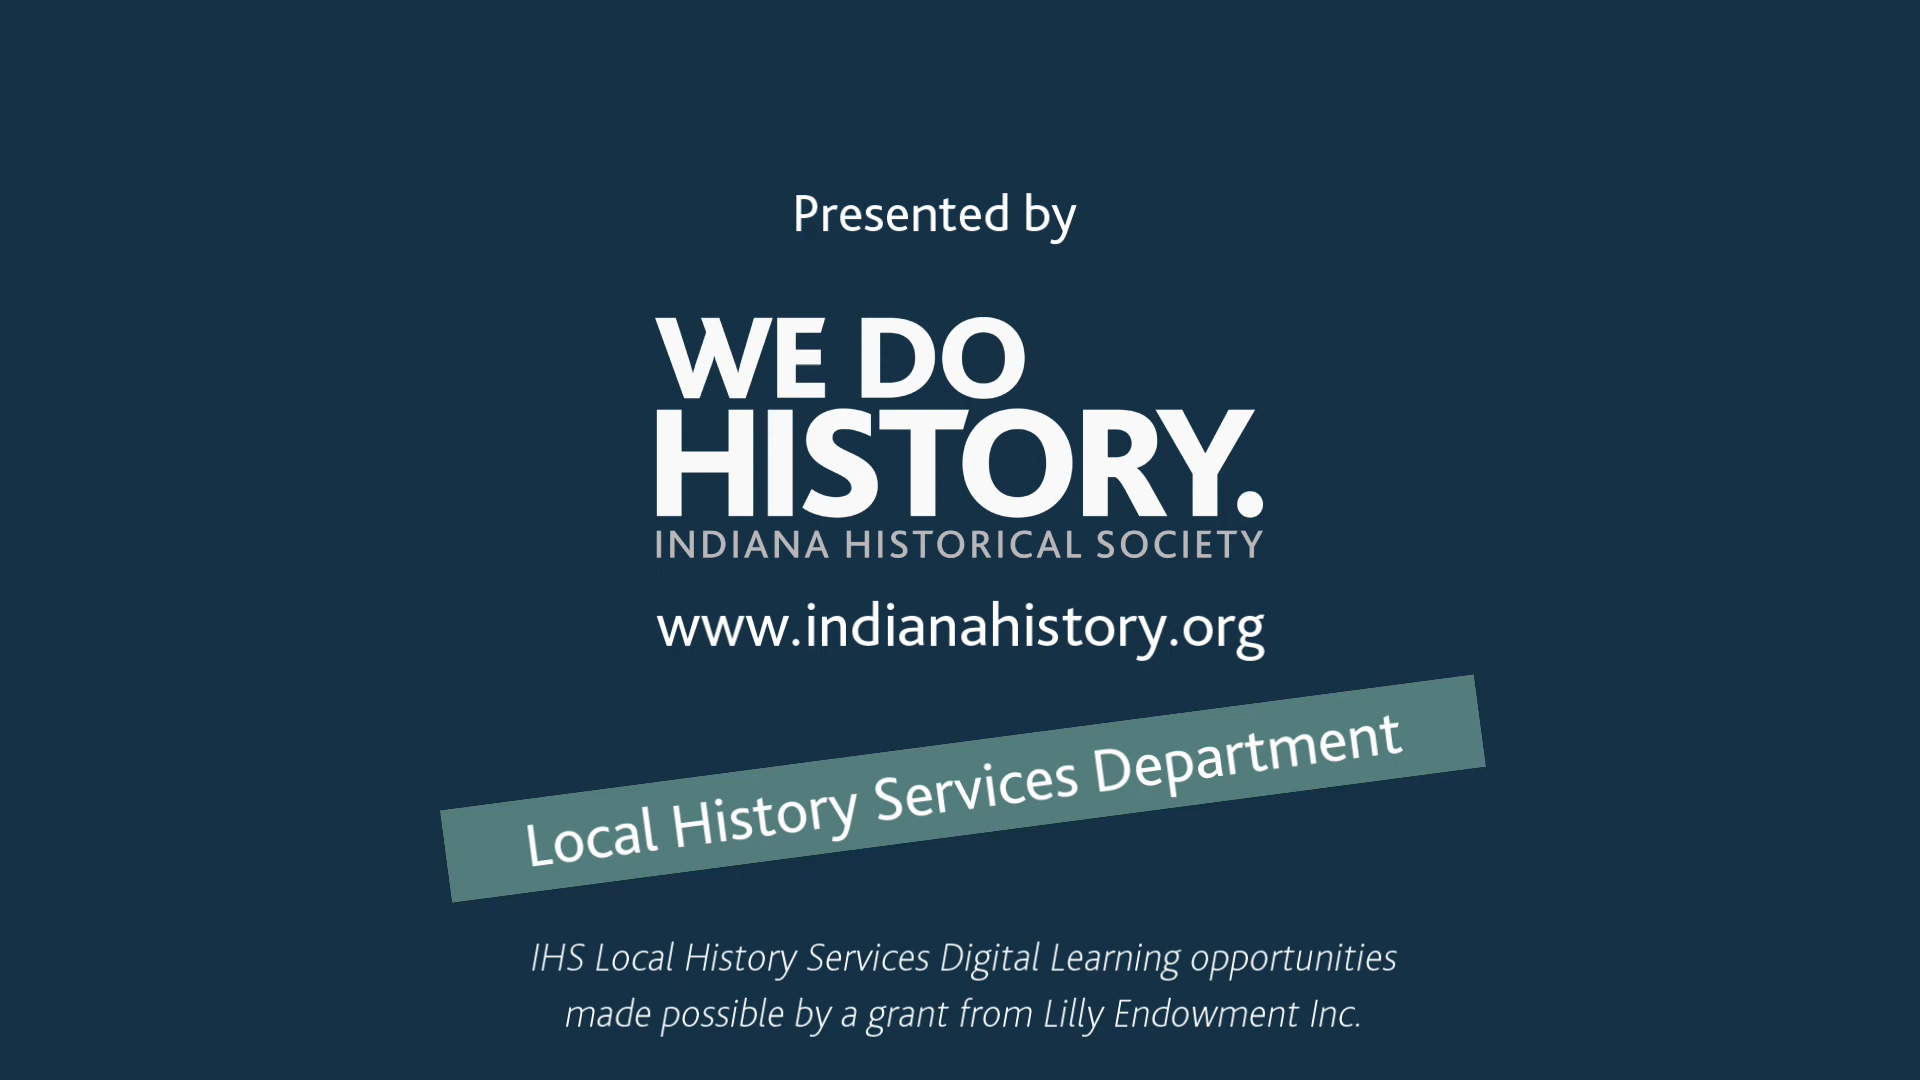 Presented by
WE DO
HISTORY.
INDIANA HISTORICAL SOCIETY
www.indianahistory.org
Local History Services Department
IHS Local History Services Digital Learning opportunities
made possible by a grant from Lilly Endowment Inc.